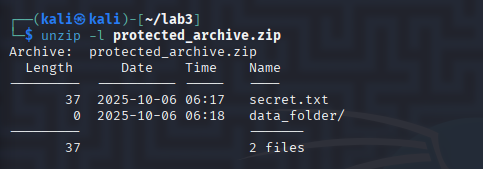 ┌──(kali㉿kali)-[~/lab3]
└─$ unzip -l protected_archive.zip
Archive:  protected_archive.zip
  Length      Date    Time    Name
---------  ---------- -----   ----
       37  2025-10-06 06:17   secret.txt
        0  2025-10-06 06:18   data_folder/
---------                     -------
       37                     2 files